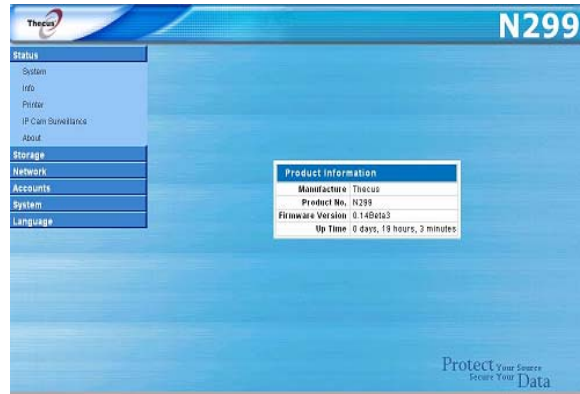 Thecus
N299
Status
System
Info
Printer
IP Cam Surveillance
About
Storage
Network
Accounts
System
Language
Product Information
Manufacture Thecus
Product No. N299
Firmware Version 0.14Beta3
Up Time 0 days, 19 hours, 3 minutes
Protect Your Source
Secure Your Data